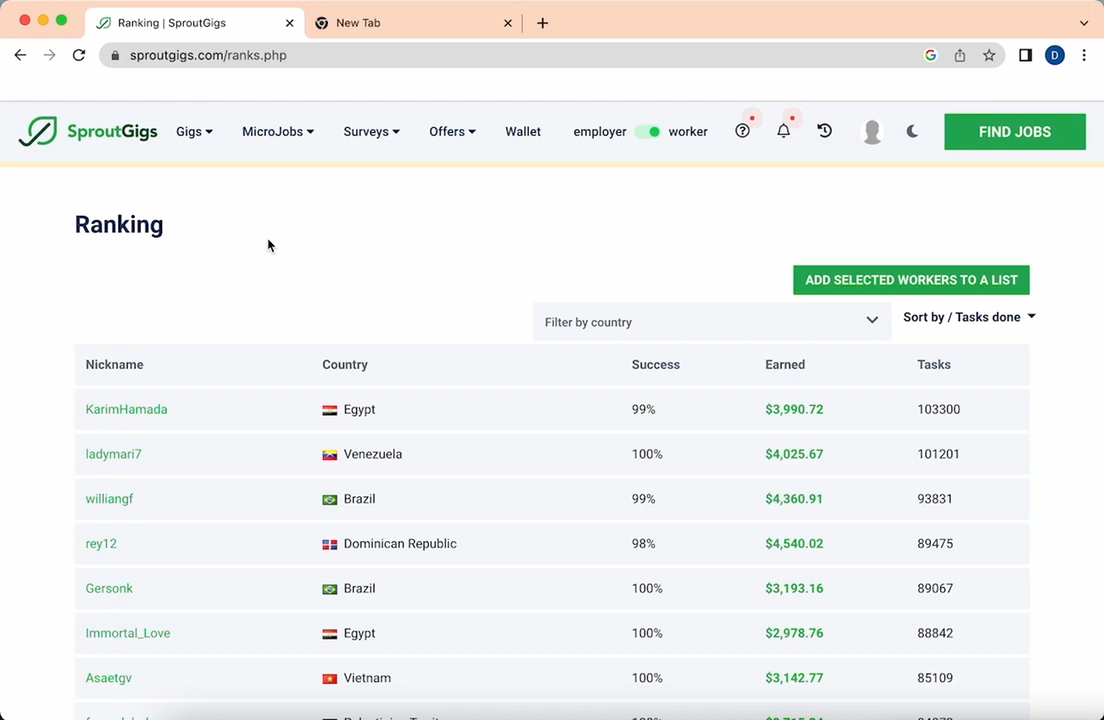 Ranking | SproutGigs
New Tab
sproutgigs.com/ranks.php
D
SproutGigs
Gigs
MicroJobs
Surveys
Offers
Wallet
employer
worker
FIND JOBS
Ranking
ADD SELECTED WORKERS TO A LIST
Filter by country
Sort by / Tasks done
Nickname Country Success Earned Tasks
KarimHamada Egypt 99% $3,990.72 103300
ladymari7 Venezuela 100% $4,025.67 101201
williangf Brazil 99% $4,360.91 93831
rey12 Dominican Republic 98% $4,540.02 89475
Gersonk Brazil 100% $3,193.16 89067
Immortal_Love Egypt 100% $2,978.76 88842
Asaetgv Vietnam 100% $3,142.77 85109